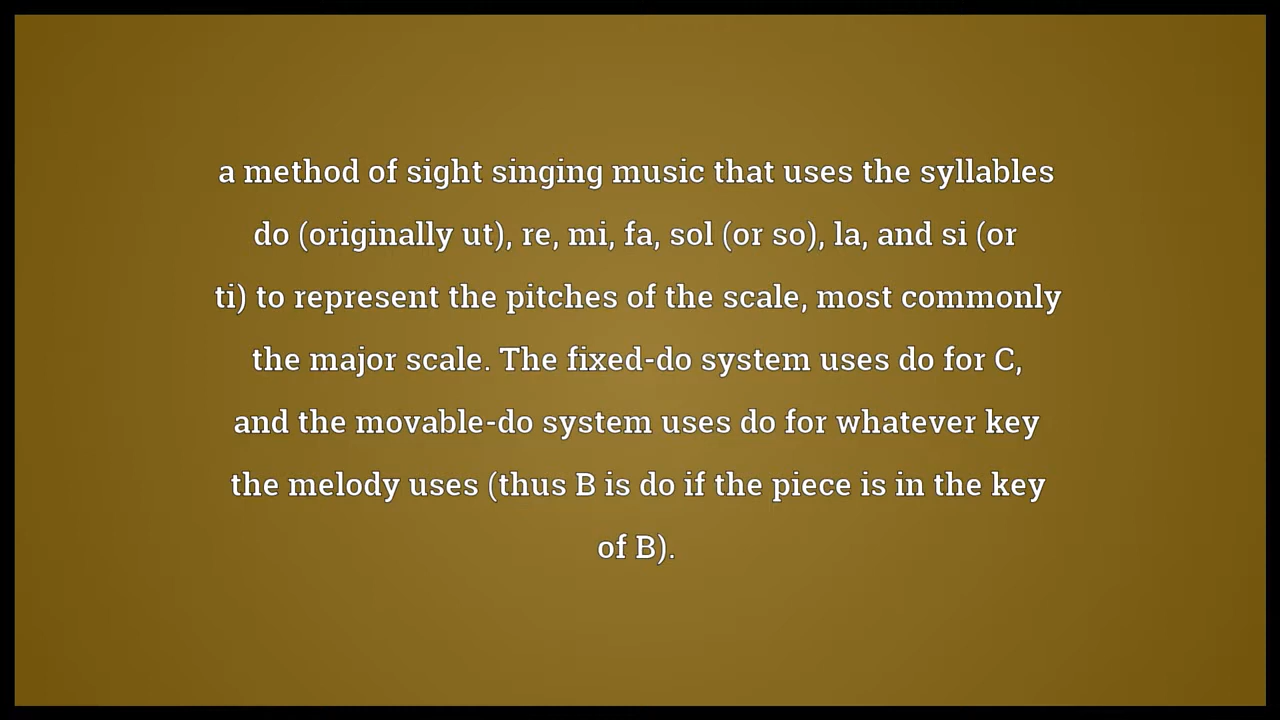 a method of sight singing music that uses the syllables
do (originally ut), re, mi, fa, sol (or so), la, and si (or
ti) to represent the pitches of the scale, most commonly
the major scale. The fixed-do system uses do for C,
and the movable-do system uses do for whatever key
the melody uses (thus B is do if the piece is in the key
of B).